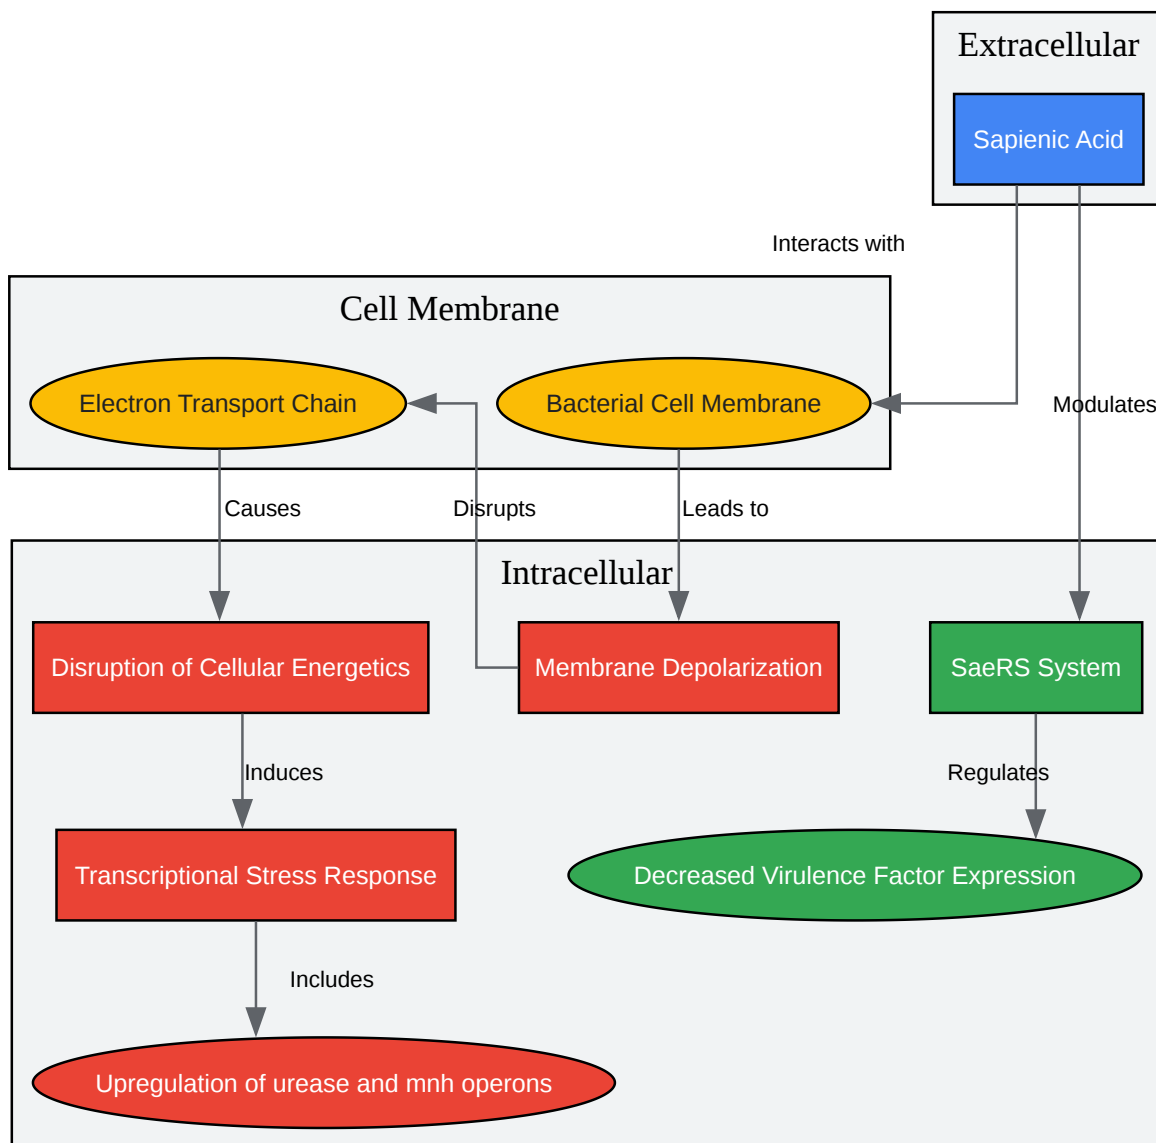 Extracellular
Sapienic Acid
Interacts with
Cell Membrane
Electron Transport Chain
Bacterial Cell Membrane
Modulates
Causes
Disrupts
Leads to
Intracellular
Disruption of Cellular Energetics
Membrane Depolarization
SaeRS System
Induces
Regulates
Transcriptional Stress Response
Decreased Virulence Factor Expression
Includes
Upregulation of urease and mnh operons